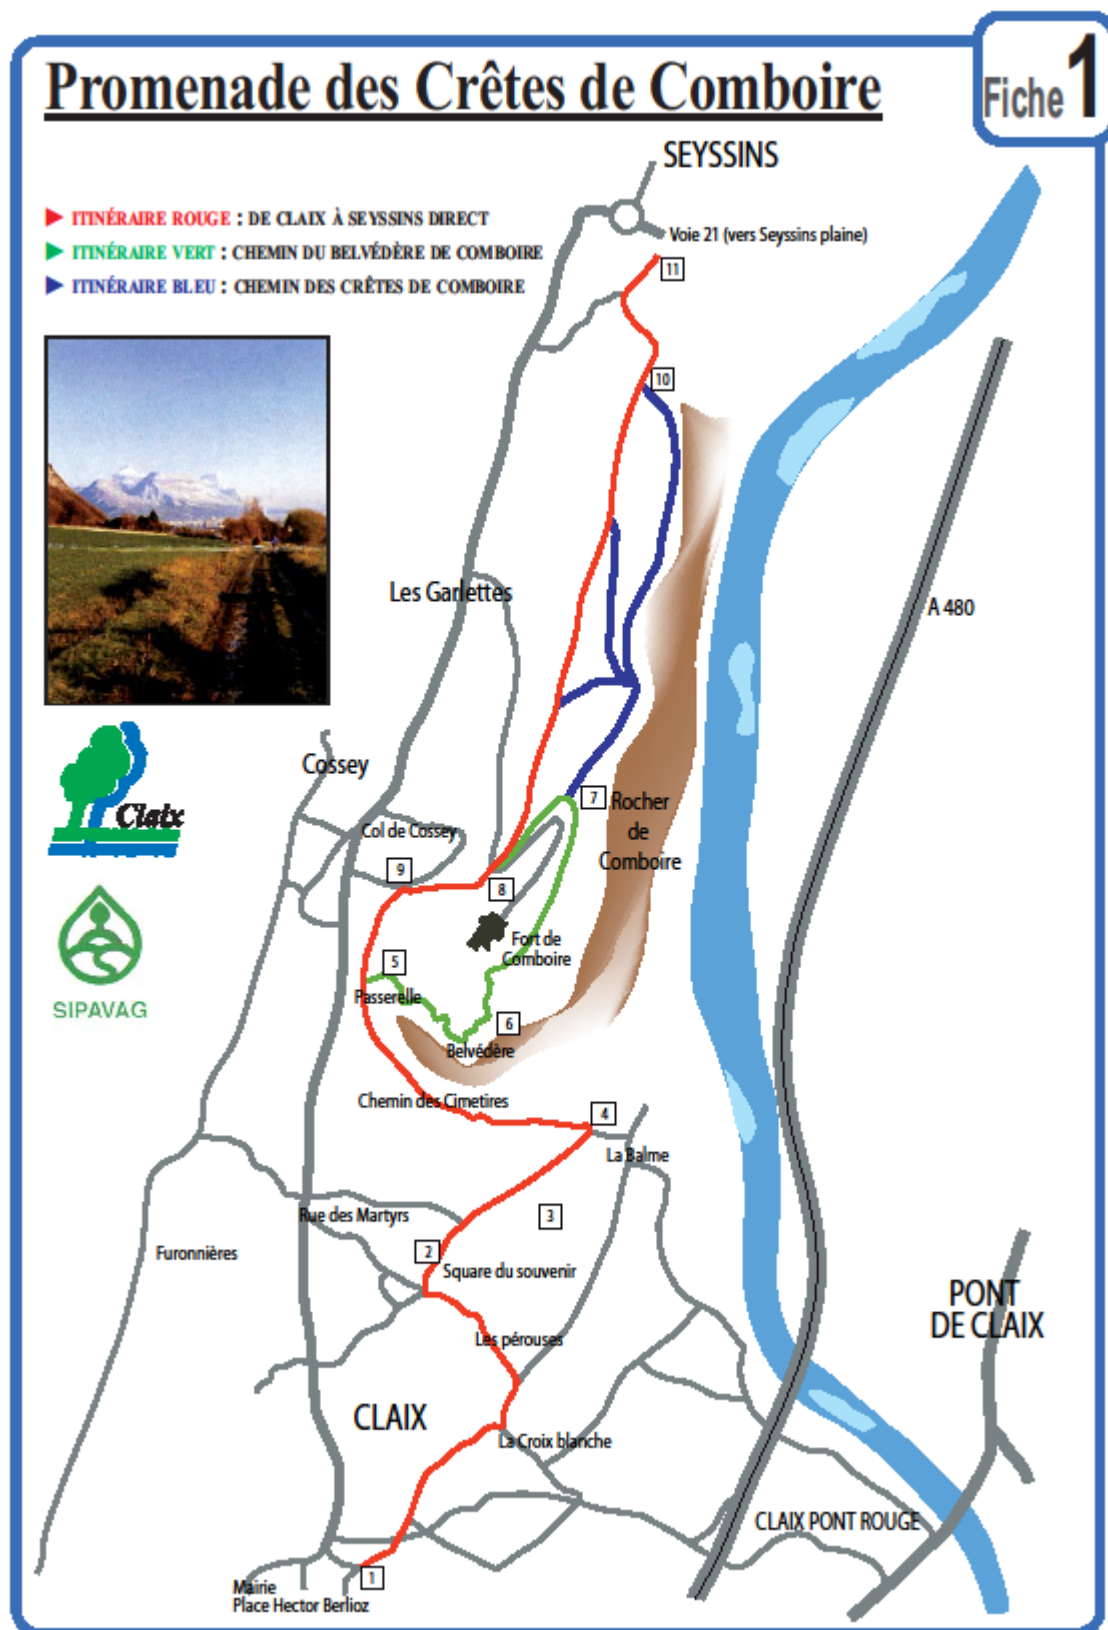 Promenade des Crêtes de Comboire
Fiche 1
SEYSSINS
▶ ITINÉRAIRE ROUGE : DE CLAIX À SEYSSINS DIRECT
▶ ITINÉRAIRE VERT : CHEMIN DU BELVÉDÈRE DE COMBOIRE
▶ ITINÉRAIRE BLEU : CHEMIN DES CRÊTES DE COMBOIRE
Voie 21 (vers Seyssins plaine)
11
10
Les Garlettes
A 480
Cossey
Claix
Col de Cossey
7
Rocher
de
Comboire
9
8
Fort de
Comboire
5
Passerelle
SIPAVAG
6
Belvédère
Chemin des Cimetires
4
La Balme
3
Rue des Martyrs
2
Furonnières
Square du souvenir
PONT
DE CLAIX
Les pérouses
CLAIX
La Croix blanche
CLAIX PONT ROUGE
1
Mairie
Place Hector Berlioz